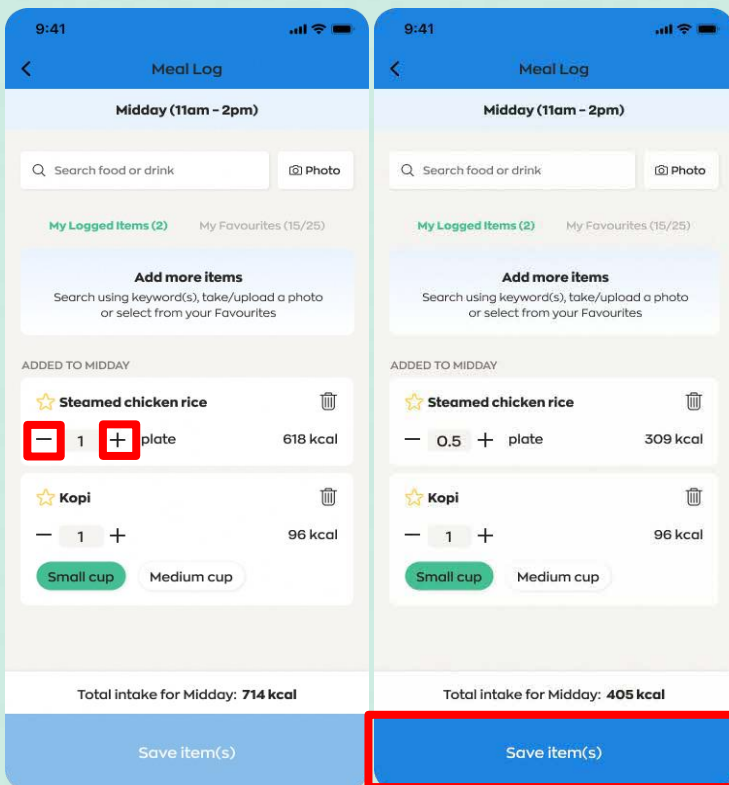 9:41
Meal Log
Midday (11am - 2pm)
Search food or drink
Photo
My Logged Items (2) My Favourites (15/25)
Add more items
Search using keyword(s), take/upload a photo
or select from your Favourites
ADDED TO MIDDAY
Steamed chicken rice
— 1 + plate 618 kcal
Kopi
— 1 + 96 kcal
Small cup Medium cup
Total intake for Midday: 714 kcal
Save item(s)
9:41
Meal Log
Midday (11am - 2pm)
Search food or drink
Photo
My Logged Items (2) My Favourites (15/25)
Add more items
Search using keyword(s), take/upload a photo
or select from your Favourites
ADDED TO MIDDAY
Steamed chicken rice
— 0.5 + plate 309 kcal
Kopi
— 1 + 96 kcal
Small cup Medium cup
Total intake for Midday: 405 kcal
Save item(s)